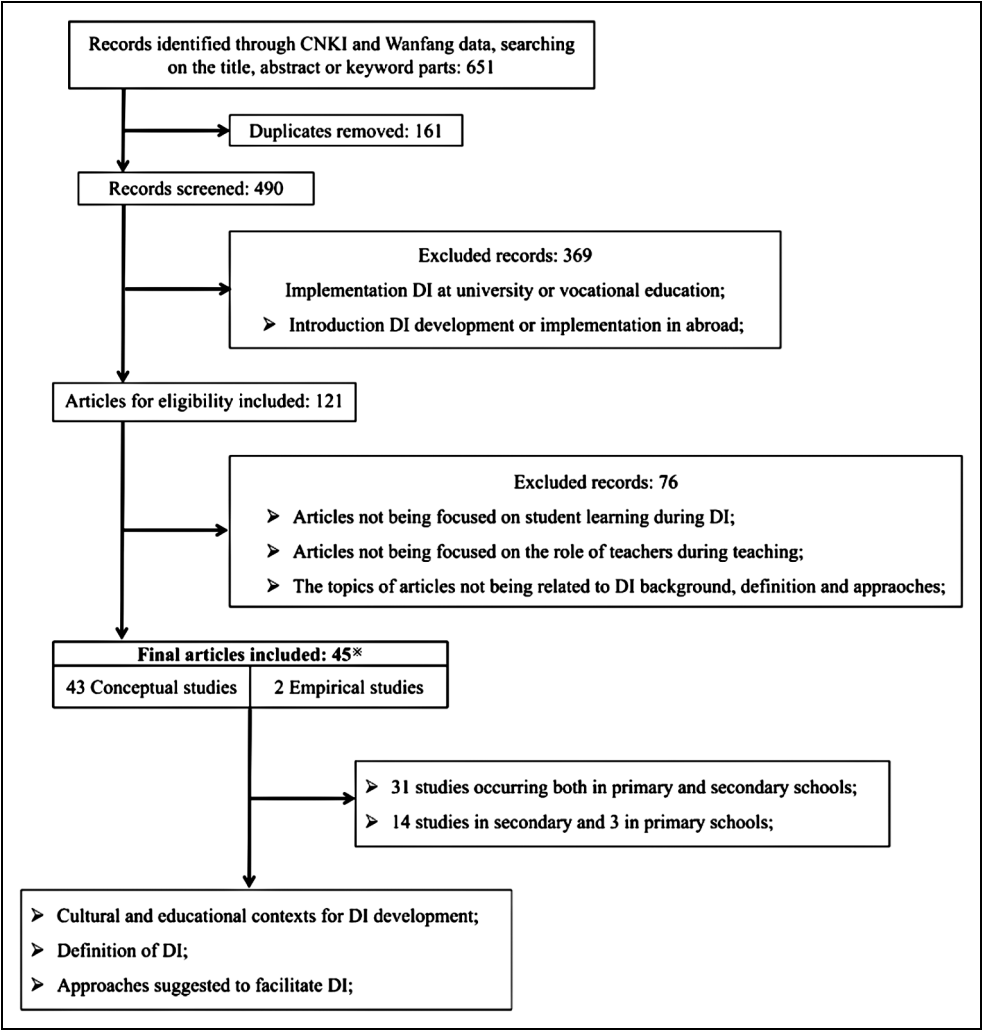 Records identified through CNKI and Wanfang data, searching
on the title, abstract or keyword parts: 651
Duplicates removed: 161
Records screened: 490
Excluded records: 369
Implementation DI at university or vocational education;
➢ Introduction DI development or implementation in abroad;
Articles for eligibility included: 121
Excluded records: 76
➢ Articles not being focused on student learning during DI;
➢ Articles not being focused on the role of teachers during teaching;
➢ The topics of articles not being related to DI background, definition and appraoches;
Final articles included: 45※
43 Conceptual studies
2 Empirical studies
➢ 31 studies occurring both in primary and secondary schools;
➢ 14 studies in secondary and 3 in primary schools;
➢ Cultural and educational contexts for DI development;
➢ Definition of DI;
➢ Approaches suggested to facilitate DI;